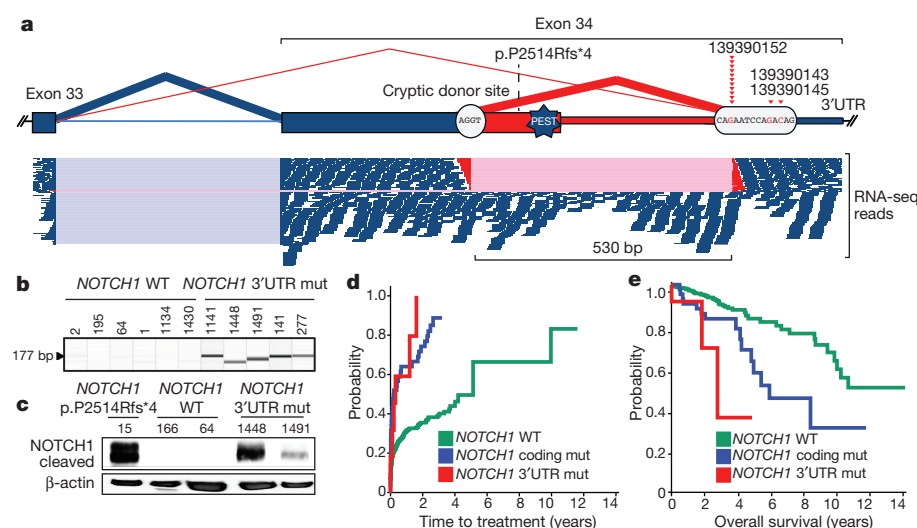 a
Exon 34
p.P2514Rfs*4
139390152
139390143
139390145
Exon 33
Cryptic donor site
3′UTR
AGGT
PEST
CAGAATCCAGACAG
RNA-seq
reads
530 bp
b
NOTCH1 WT
NOTCH1 3′UTR mut
2
195
64
1
1134
1430
1141
1448
1491
141
277
177 bp
c
NOTCH1
p.P2514Rfs*4
NOTCH1
WT
NOTCH1
3′UTR mut
15
166
64
1448
1491
NOTCH1
cleaved
β-actin
d
Probability
1.0
0.8
0.6
0.4
0.2
0
0 2 4 6 8 10 12 14
NOTCH1 WT
NOTCH1 coding mut
NOTCH1 3′UTR mut
Time to treatment (years)
e
Probability
1.0
0.8
0.6
0.4
0.2
0
0 2 4 6 8 10 12 14
NOTCH1 WT
NOTCH1 coding mut
NOTCH1 3′UTR mut
Overall survival (years)